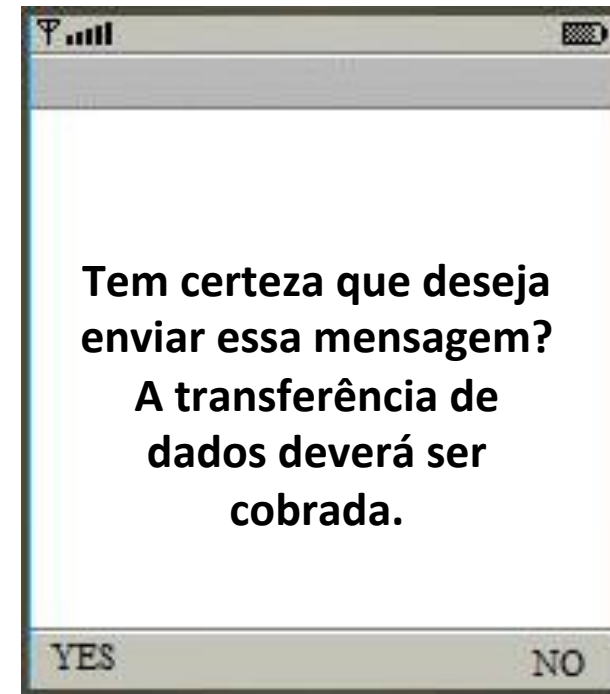 Tem certeza que deseja
enviar essa mensagem?
A transferência de
dados deverá ser
cobrada.
YES NO